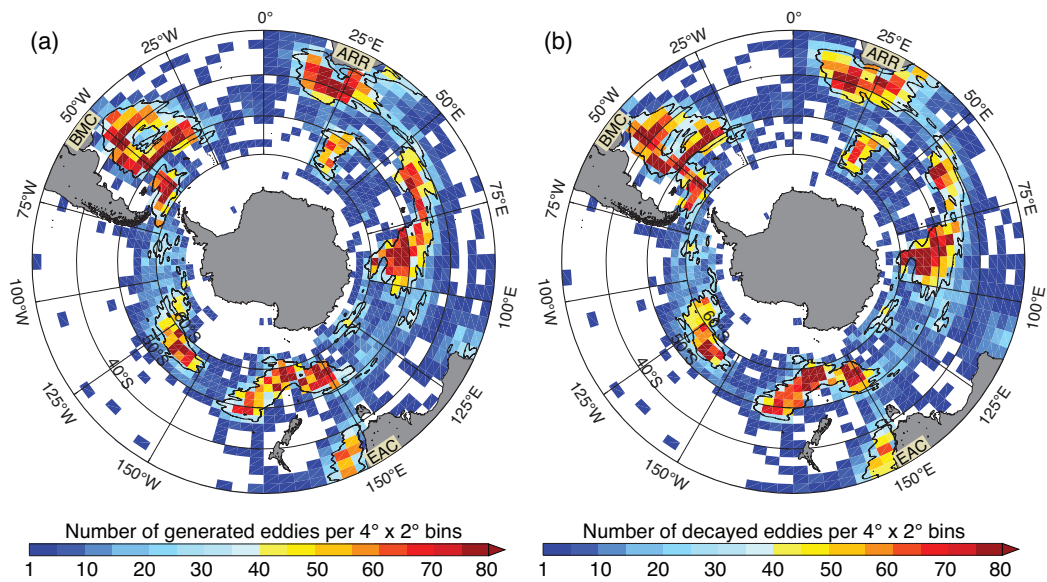 (a)
0°
25°E
50°E
75°E
100°E
125°E
150°E
150°W
125°W
100°W
75°W
50°W
25°W
ARR
BMC
EAC
40°S
50°S
60°S
Number of generated eddies per 4° x 2° bins
1 10 20 30 40 50 60 70 80
(b)
0°
25°E
50°E
75°E
100°E
125°E
150°E
150°W
125°W
100°W
75°W
50°W
25°W
ARR
BMC
EAC
40°S
50°S
60°S
Number of decayed eddies per 4° x 2° bins
1 10 20 30 40 50 60 70 80